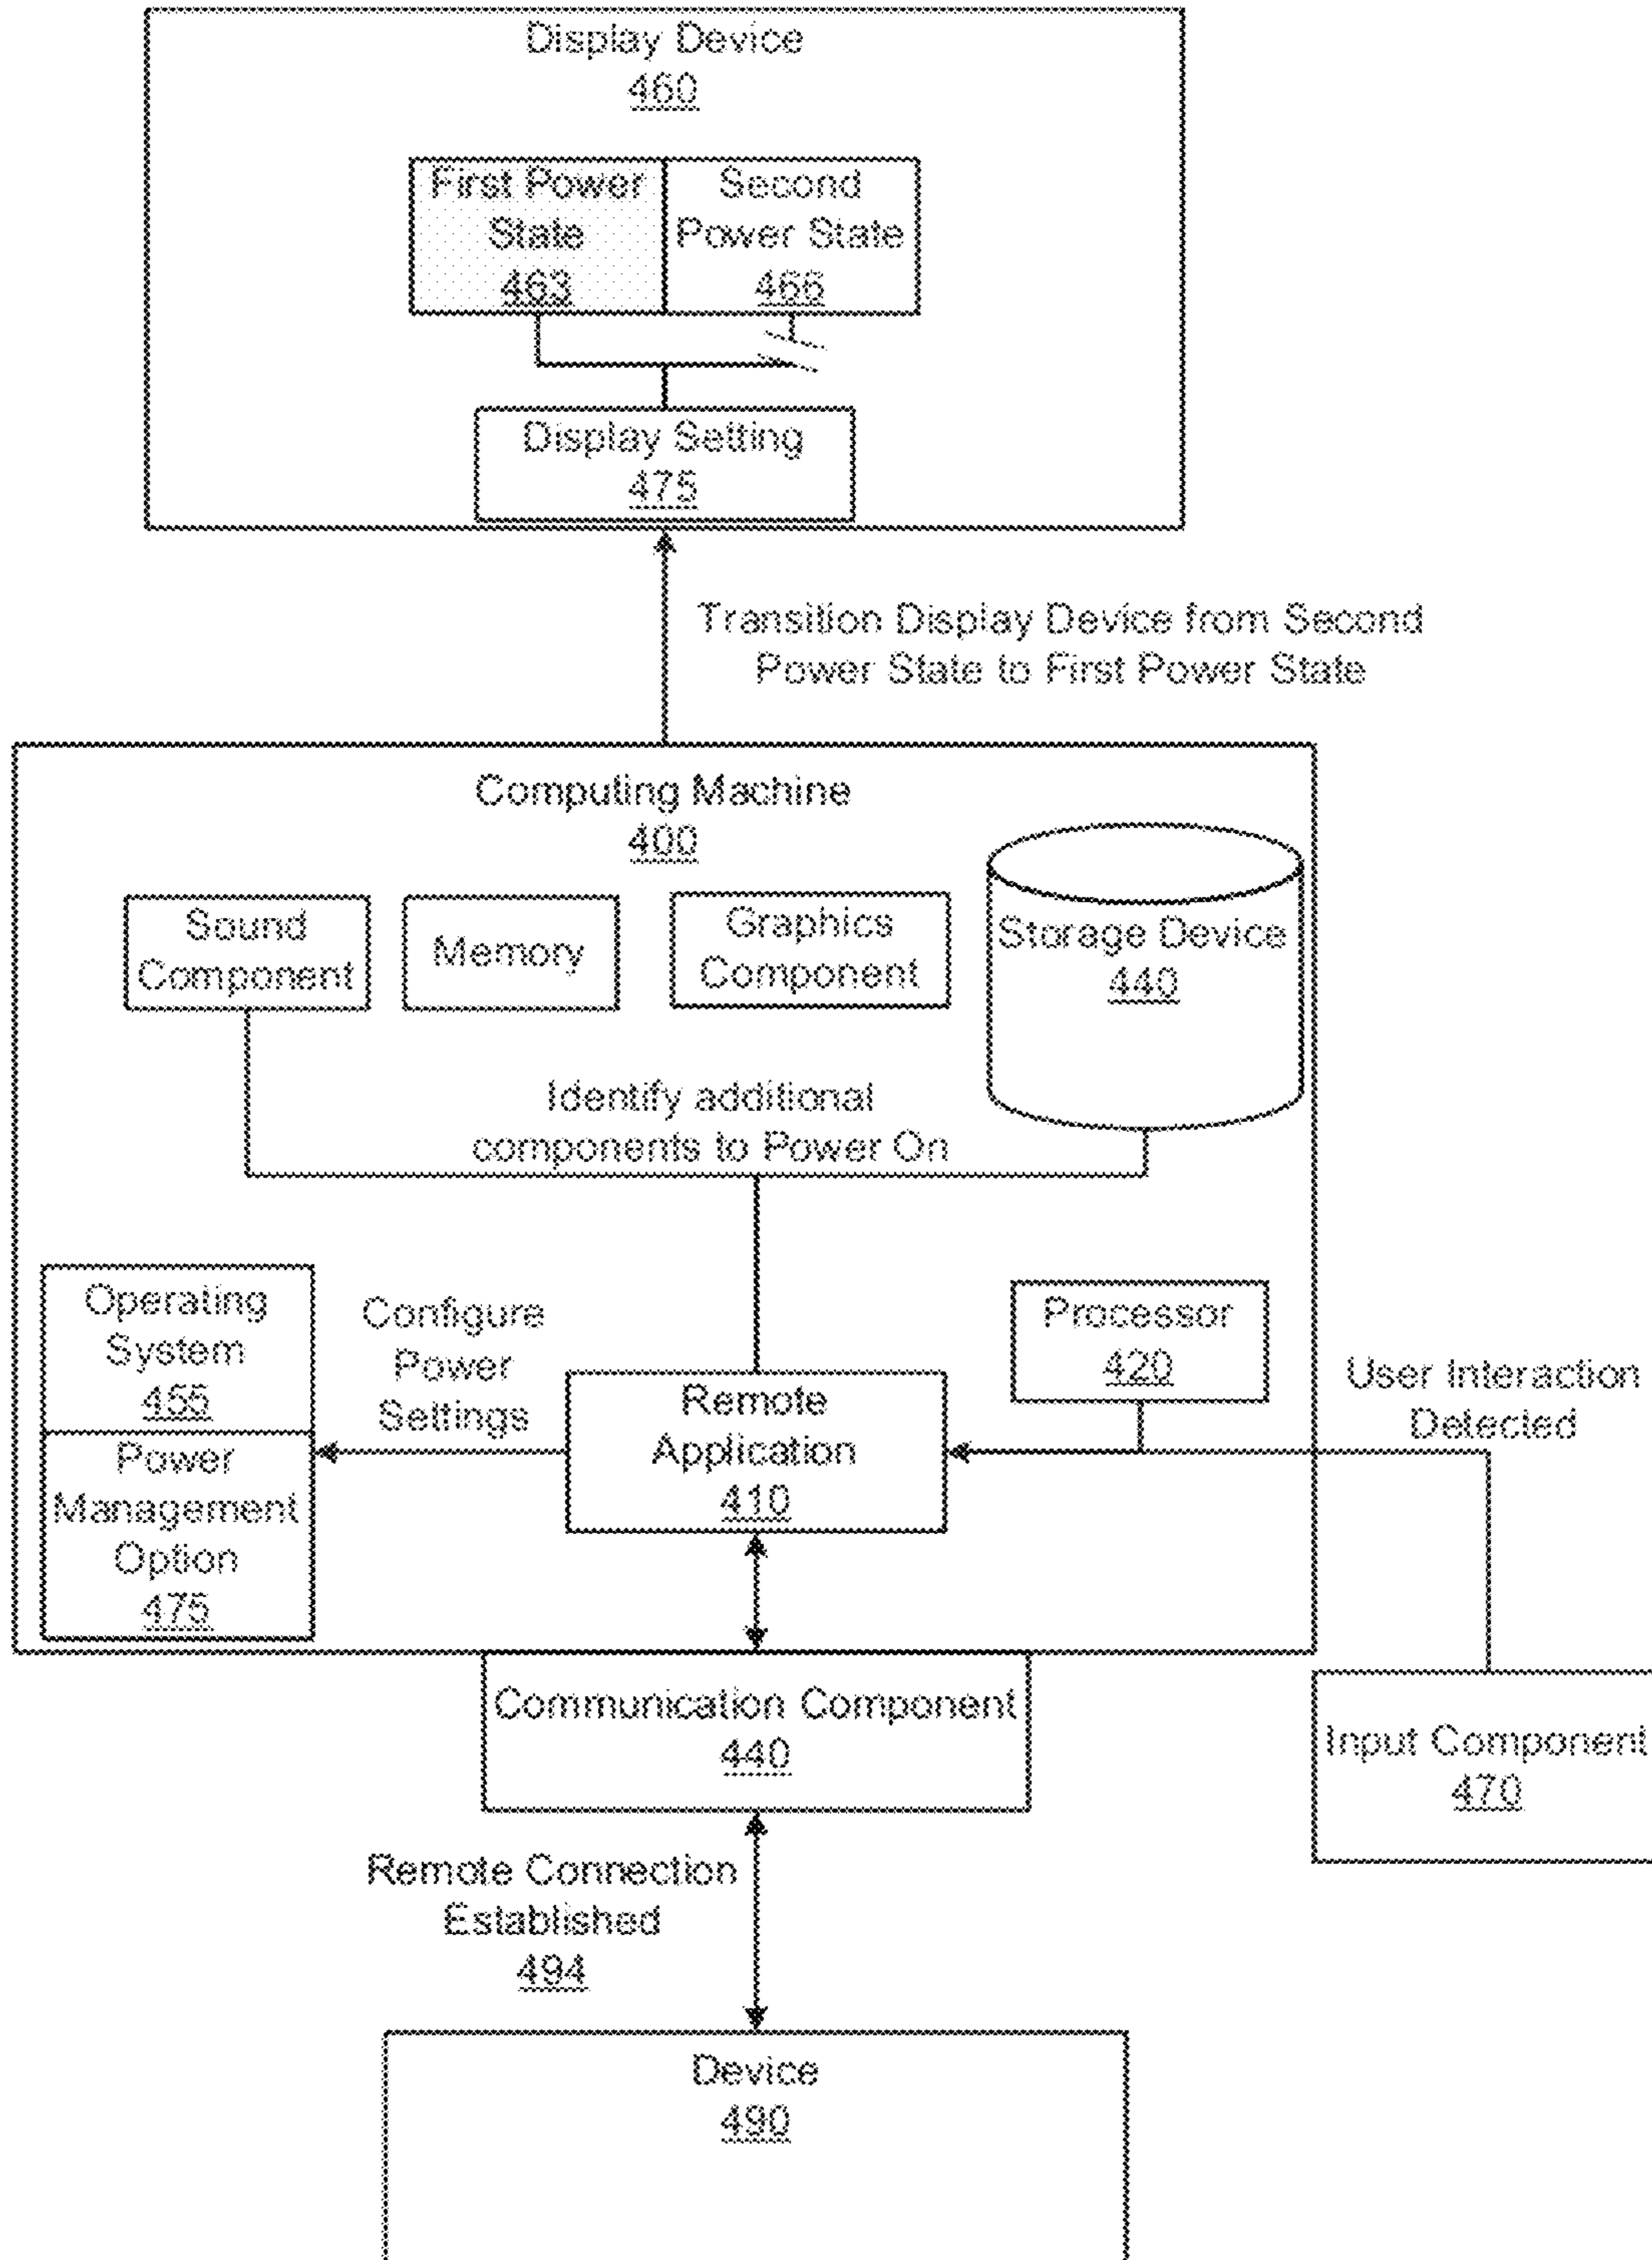 Display Device
460
First Power
State
463
Second
Power State
466
Display Setting
475
Transition Display Device from Second
Power State to First Power State
Computing Machine
400
Sound
Component
Memory
Graphics
Component
Storage Device
440
Identify additional
components to Power On
Operating
System
455
Power
Management
Option
475
Configure
Power
Settings
Remote
Application
410
Processor
420
User Interaction
Detected
Communication Component
440
Input Component
470
Remote Connection
Established
494
Device
490